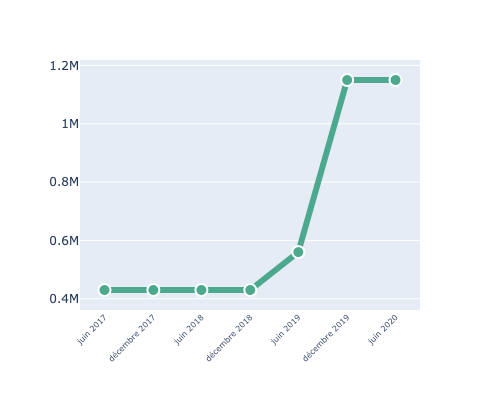 1.2M
1M
0.8M
0.6M
0.4M
juin 2017
décembre 2017
juin 2018
décembre 2018
juin 2019
décembre 2019
juin 2020